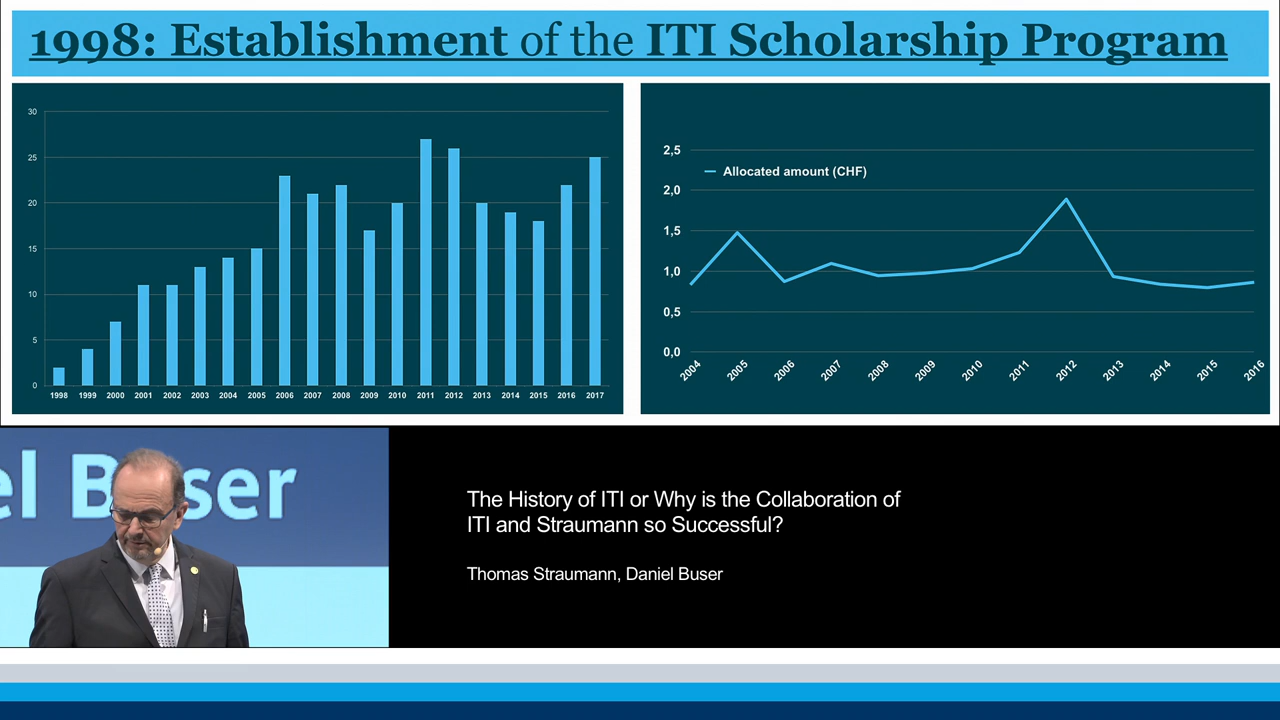 1998: Establishment of the ITI Scholarship Program
30
25
20
15
10
5
0
1998 1999 2000 2001 2002 2003 2004 2005 2006 2007 2008 2009 2010 2011 2012 2013 2014 2015 2016 2017
2,5
Allocated amount (CHF)
2,0
1,5
1,0
0,5
0,0
2004 2005 2006 2007 2008 2009 2010 2011 2012 2013 2014 2015 2016
el B ser
The History of ITI or Why is the Collaboration of
ITI and Straumann so Successful?
Thomas Straumann, Daniel Buser